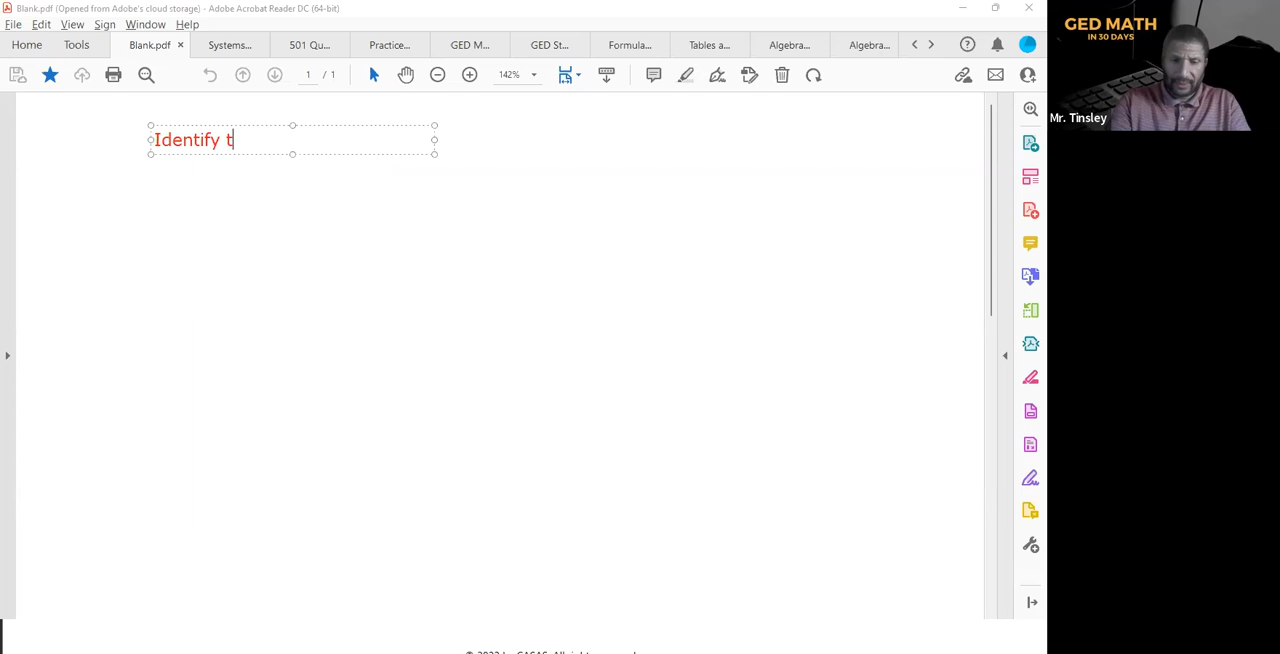 Blank.pdf (Opened from Adobe's cloud storage) - Adobe Acrobat Reader DC (64-bit)
File Edit View Sign Window Help
Home Tools Blank.pdf × Systems... 501 Qu... Practice... GED M... GED St... Formula... Tables a... Algebra... Algebra...
1 / 1 142%
Identify t
GED MATH
IN 30 DAYS
Mr. Tinsley